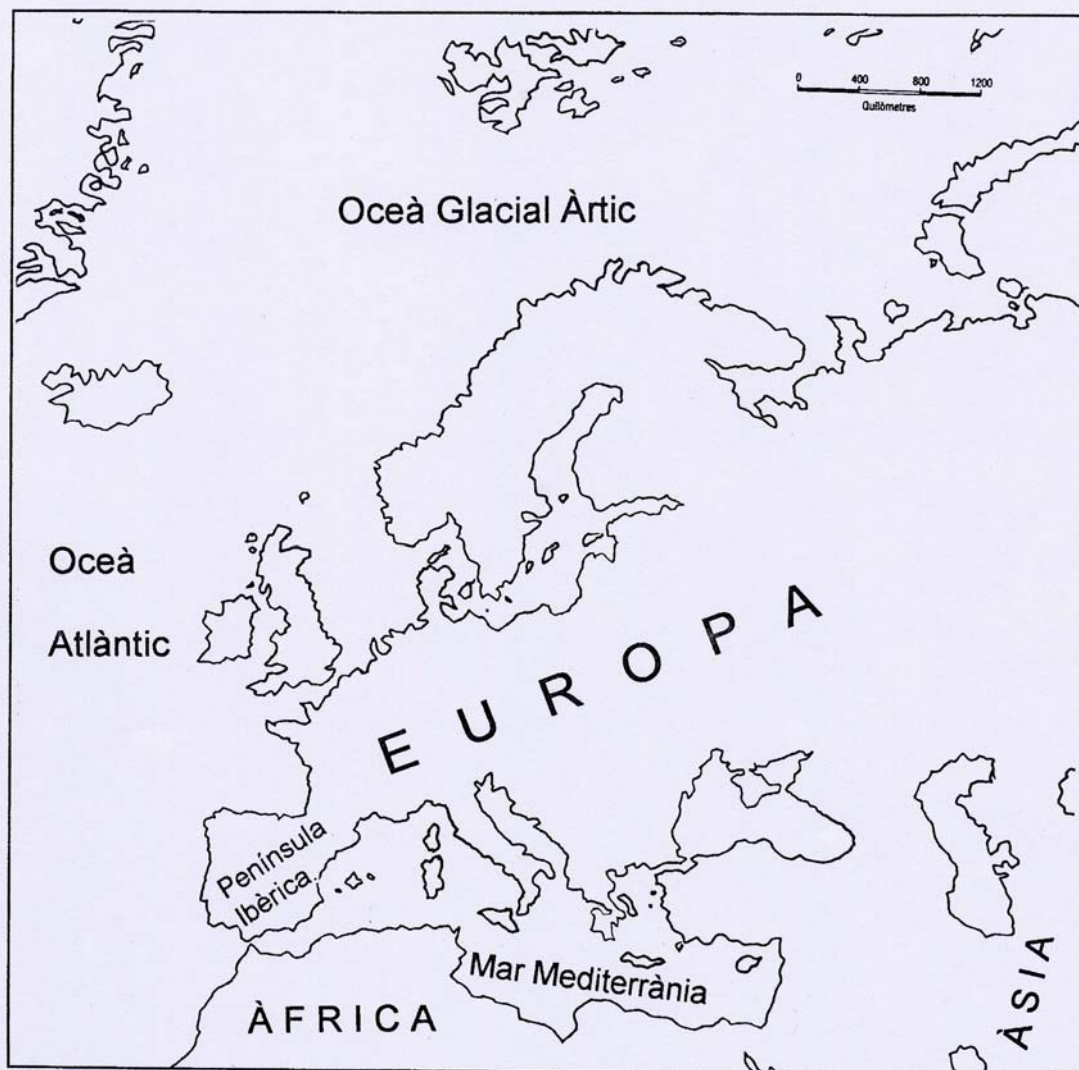 0 400 800 1200
Quilòmetres
Oceà Glacial Àrtic
Oceà
Atlàntic
EUROPA
Península
Ibèrica
Mar Mediterrània
ÀFRICA
ÀSIA